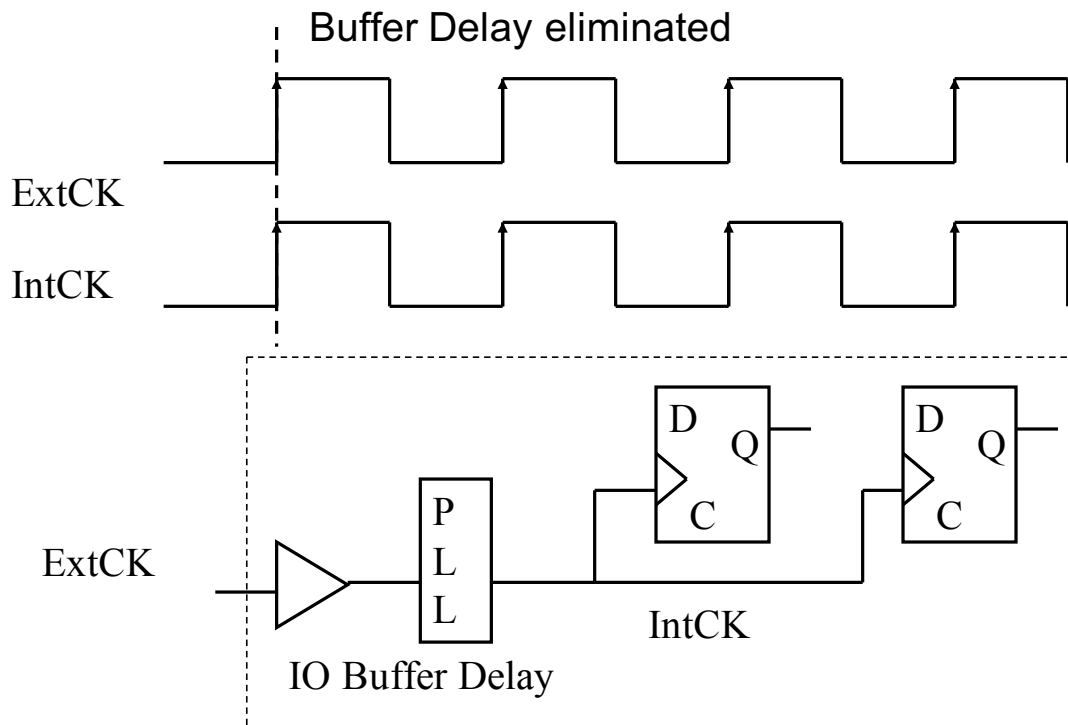 Buffer Delay eliminated
ExtCK
IntCK
D
Q
C
D
Q
C
P
L
L
ExtCK
IntCK
IO Buffer Delay